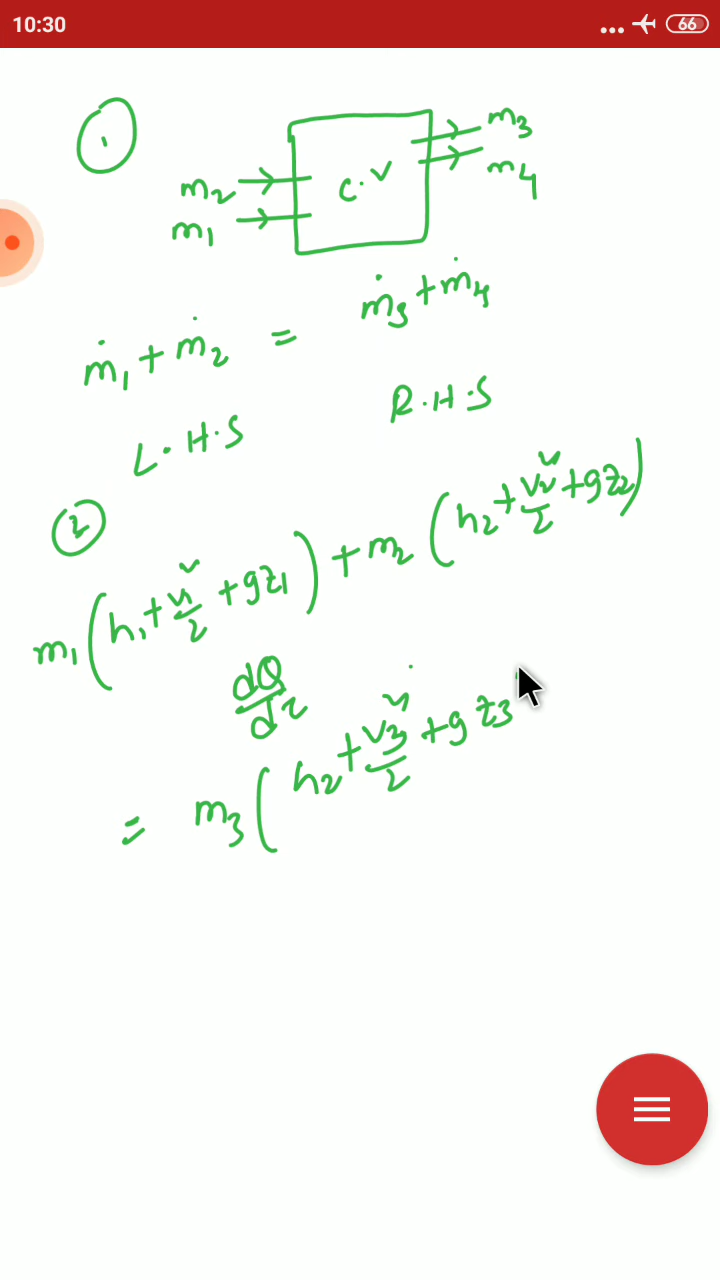 10:30
66
1
m2 → C.V → m3
m1 → → m4
ṁ1 + ṁ2 = ṁ3 + ṁ4
L.H.S R.H.S
2
m1 (h1 + v1²/2 + gz1) + m2 (h2 + v2²/2 + gz2)
dQ/dτ
= m3 (h2 + v3²/2 + gz3